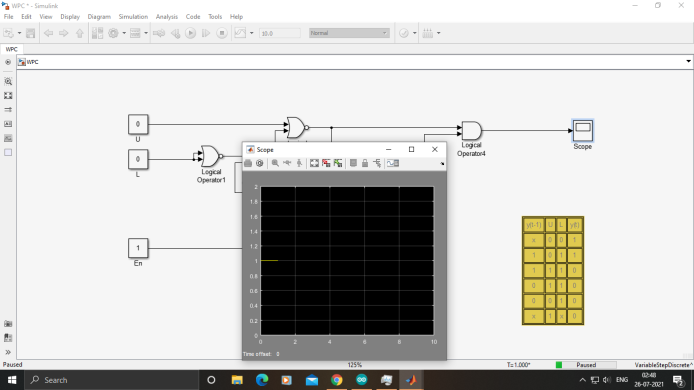 WPC * - Simulink
File Edit View Display Diagram Simulation Analysis Code Tools Help
10.0 Normal
WPC
WPC
0
U
0
L
Logical
Operator1
1
En
Logical
Operator4
Scope
Scope
2
1.8
1.6
1.4
1.2
1
0.8
0.6
0.4
0.2
0
0 2 4 6 8 10
Time offset: 0
y(t-1) U L y(t)
x 0 0 1
1 0 1 1
1 1 1 0
0 1 1 0
0 0 1 0
x 1 x 0
Paused 125% T=1.000* Paused VariableStepDiscrete
Search
ENG
02:48
26-07-2021
2